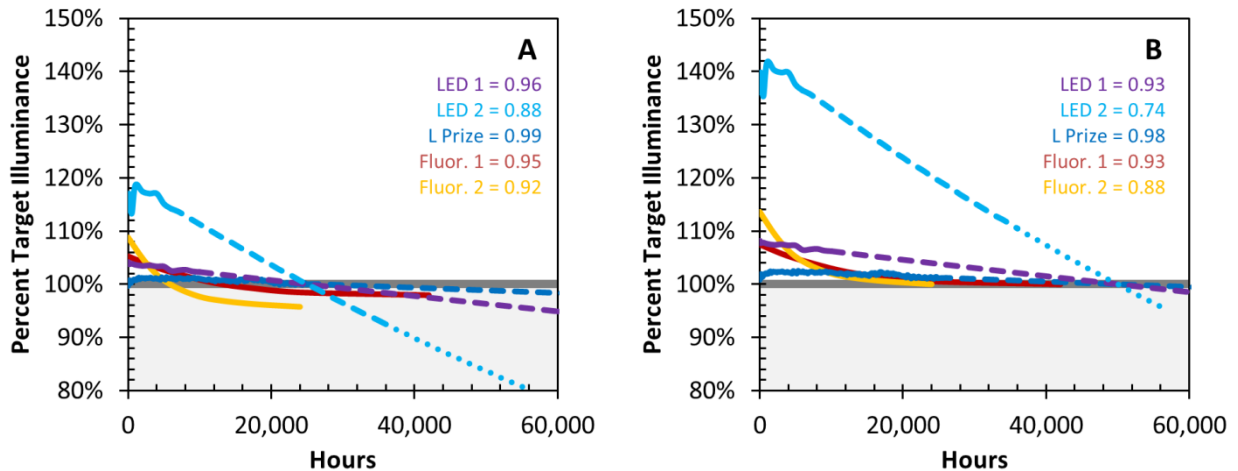 150%
140%
130%
120%
110%
100%
90%
80%
Percent Target Illuminance
A
LED 1 = 0.96
LED 2 = 0.88
L Prize = 0.99
Fluor. 1 = 0.95
Fluor. 2 = 0.92
0
20,000
40,000
60,000
Hours
150%
140%
130%
120%
110%
100%
90%
80%
Percent Target Illuminance
B
LED 1 = 0.93
LED 2 = 0.74
L Prize = 0.98
Fluor. 1 = 0.93
Fluor. 2 = 0.88
0
20,000
40,000
60,000
Hours